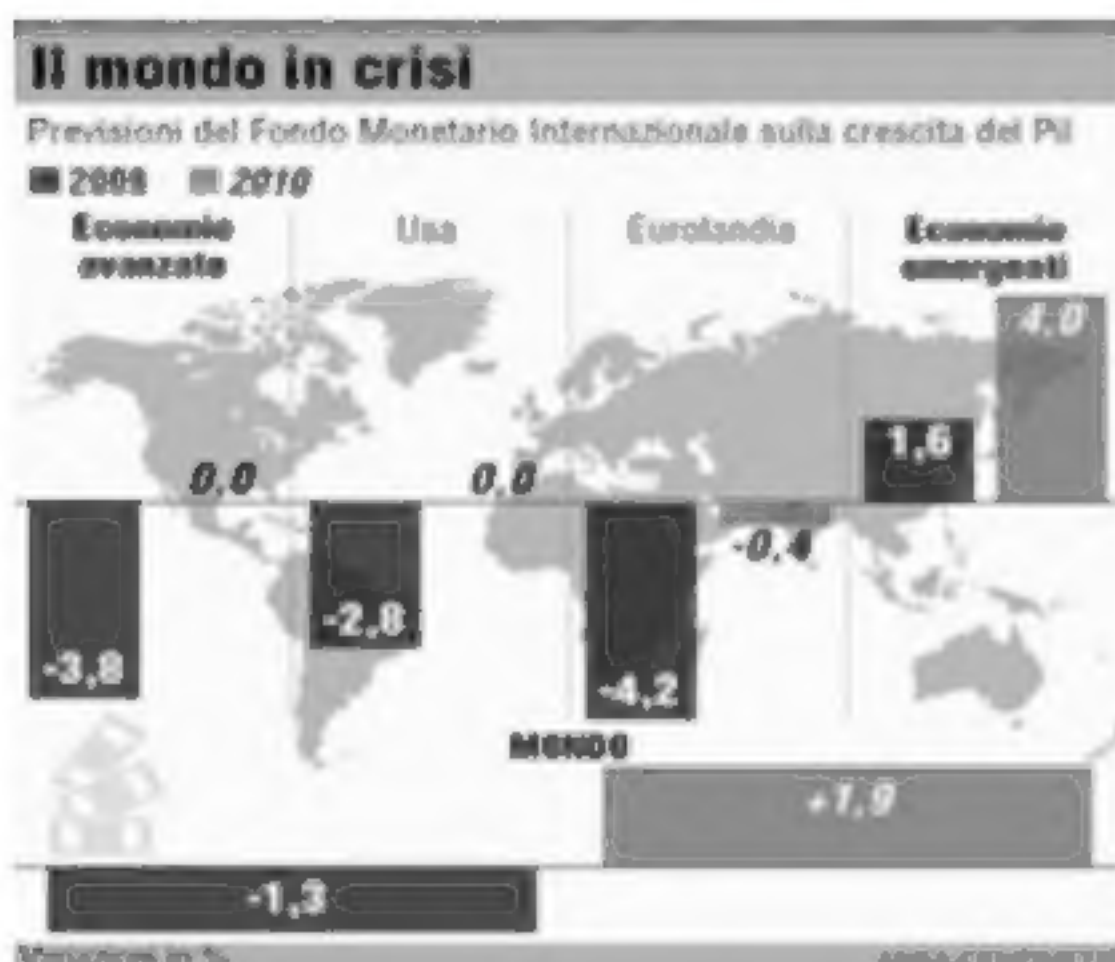 Il mondo in crisi
Previsioni del Fondo Monetario Internazionale sulla crescita del Pil
2009 2010
Economie avanzate
Usa
Eurolandia
Economie emergenti
4,0
1,6
0,0
0,0
-0,4
-2,8
-3,8
-4,2
MONDO
+1,9
-1,3
Variazioni in %